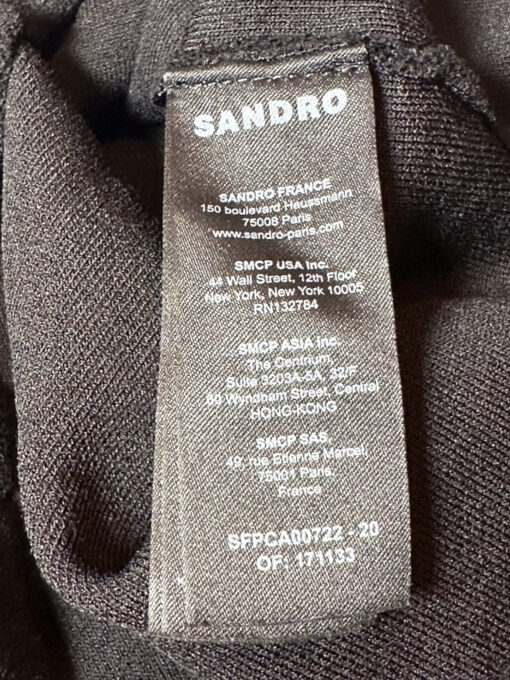 SANDRO
SANDRO FRANCE
150 boulevard Haussmann
75008 Paris
www.sandro-paris.com
SMCP USA Inc.
44 Wall Street, 12th Floor
New York, New York 10005
RN132784
SMCP ASIA Inc.
The Centrium,
Suite 3203A-5A, 32/F
60 Wyndham Street, Central
HONG-KONG
SMCP SAS,
49, rue Etienne Marcel,
75001 Paris,
France
SFPCA00722 - 20
OF: 171133